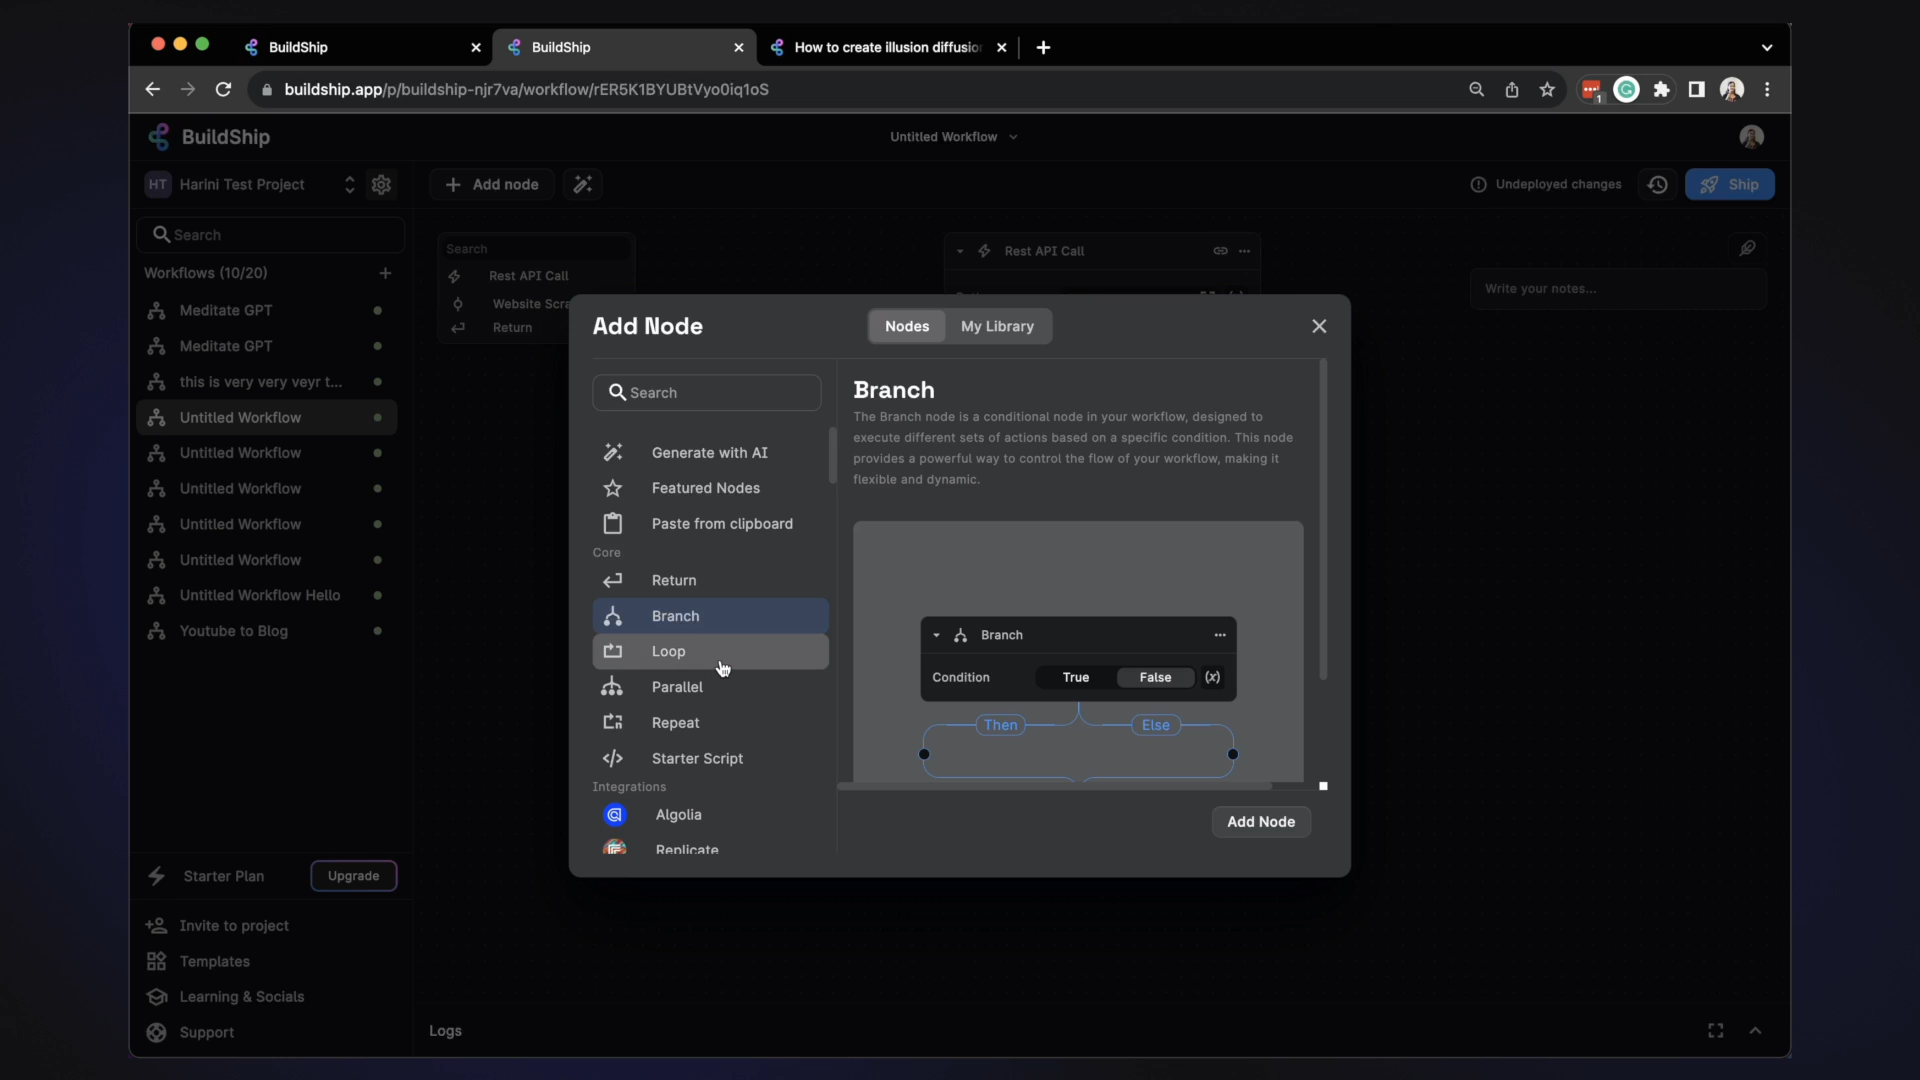 BuildShip
BuildShip
How to create illusion diffusio
buildship.app/p/buildship-njr7va/workflow/rER5K1BYUBtVyo0iq1oS
1
BuildShip
Untitled Workflow
HT Harini Test Project
Add node
Undeployed changes
Ship
Search
Workflows (10/20)
Meditate GPT
Meditate GPT
this is very very veyr t...
Untitled Workflow
Untitled Workflow
Untitled Workflow
Untitled Workflow
Untitled Workflow
Untitled Workflow Hello
Youtube to Blog
Starter Plan
Upgrade
Invite to project
Templates
Learning & Socials
Support
Search
Rest API Call
Website Scra
Return
Rest API Call
Write your notes...
Add Node
Nodes
My Library
Search
Generate with AI
Featured Nodes
Paste from clipboard
Core
Return
Branch
Loop
Parallel
Repeat
Starter Script
Integrations
Algolia
Replicate
Branch
The Branch node is a conditional node in your workflow, designed to
execute different sets of actions based on a specific condition. This node
provides a powerful way to control the flow of your workflow, making it
flexible and dynamic.
Branch
Condition
True
False
(x)
Then
Else
Add Node
Logs